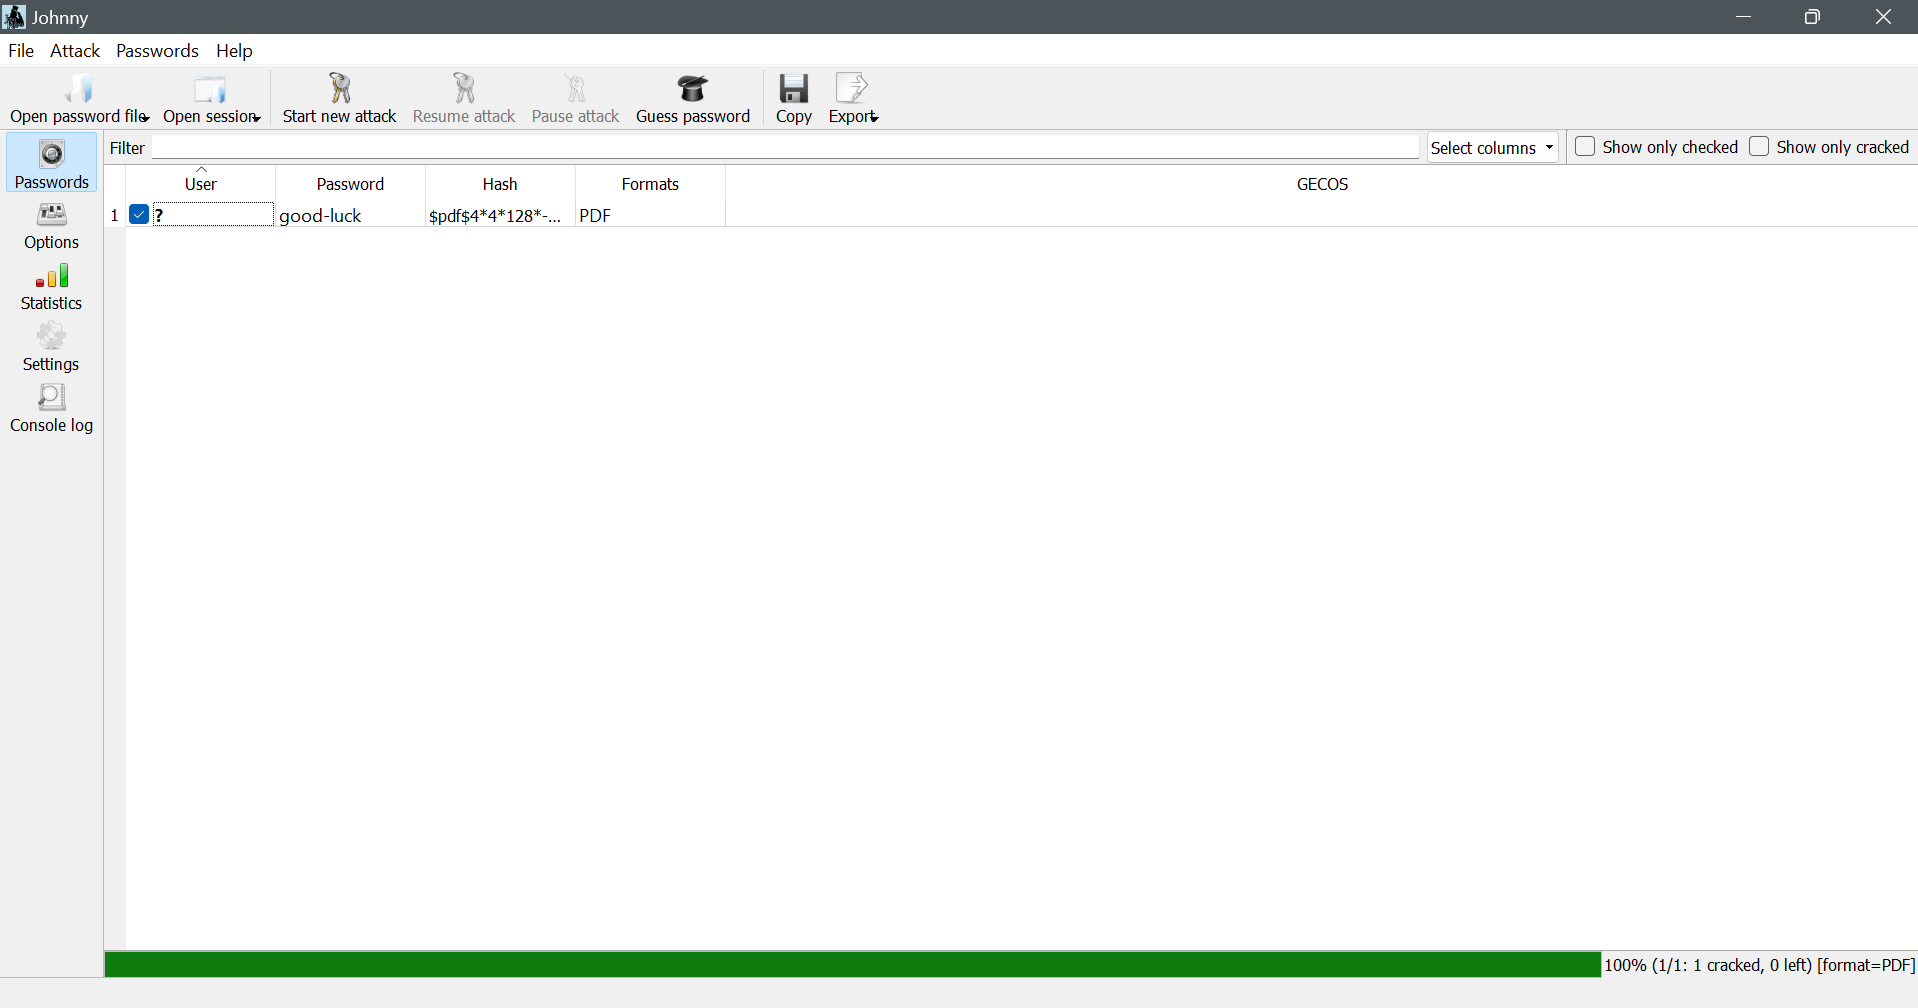 Johnny
File Attack Passwords Help
Open password file Open session Start new attack Resume attack Pause attack Guess password Copy Export
Passwords
Options
Statistics
Settings
Console log
Filter Select columns Show only checked Show only cracked
User Password Hash Formats GECOS
1 ? good-luck $pdf$4*4*128*-... PDF
100% (1/1: 1 cracked, 0 left) [format=PDF]